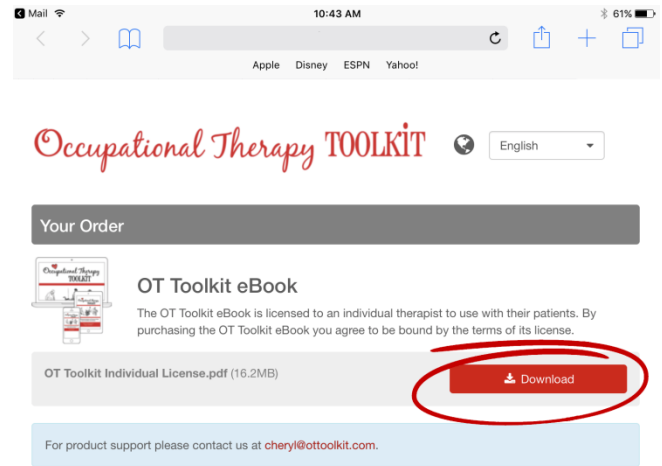 Mail
10:43 AM
61%
Apple Disney ESPN Yahoo!
Occupational Therapy TOOLKIT
English
Your Order
Occupational Therapy
TOOLKIT
OT Toolkit eBook
The OT Toolkit eBook is licensed to an individual therapist to use with their patients. By
purchasing the OT Toolkit eBook you agree to be bound by the terms of its license.
OT Toolkit Individual License.pdf (16.2MB)
Download
For product support please contact us at cheryl@ottoolkit.com.